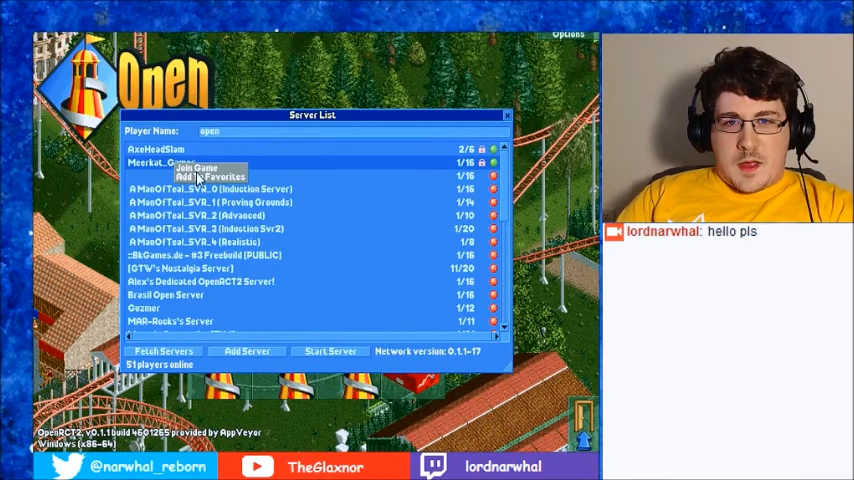 Options
Open
Server List
Player Name: open
AxeHeadSlam 2/6
Meerkat_Games 1/16
Join Game
Add To Favorites
1/16
A ManOfTeal_SVR_0 (Induction Server) 1/16
A ManOfTeal_SVR_1 ( Proving Grounds) 1/14
A ManOfTeal_SVR_2 (Advanced) 1/10
A ManOfTeal_SVR_3 (Induction Svr2) 1/20
A ManOfTeal_SVR_4 (Realistic) 1/8
::BkGames.de - #3 Freebuild [PUBLIC] 1/16
[GTW's Nostalgia Server] 11/20
Alex's Dedicated OpenRCT2 Server! 1/16
Brasil Open Server 1/16
Guzmer 1/12
MAR-Rocks's Server 1/11
Fetch Servers Add Server Start Server Network version: 0.1.1-17
51 players online
OpenRCT2, v0.1.1 build 4601265 provided by AppVeyor
Windows (x86-64)
lordnarwhal: hello pls
@narwhal_reborn TheGlaxnor lordnarwhal